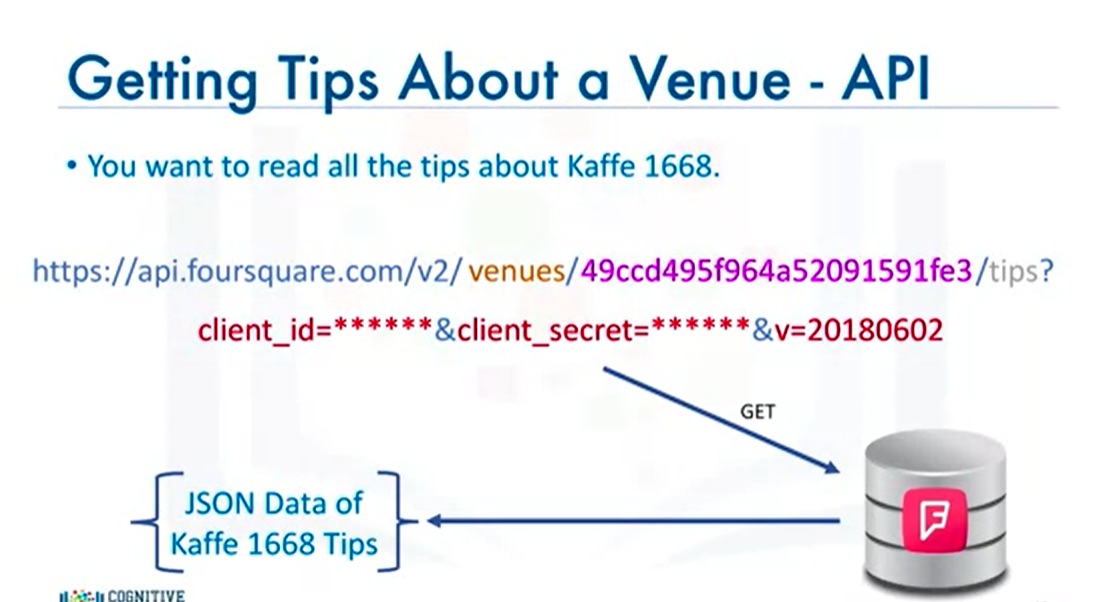 Getting Tips About a Venue - API
• You want to read all the tips about Kaffe 1668.
https://api.foursquare.com/v2/ venues/49ccd495f964a52091591fe3/tips?
client_id=******&client_secret=******&v=20180602
GET
JSON Data of
Kaffe 1668 Tips
COGNITIVE